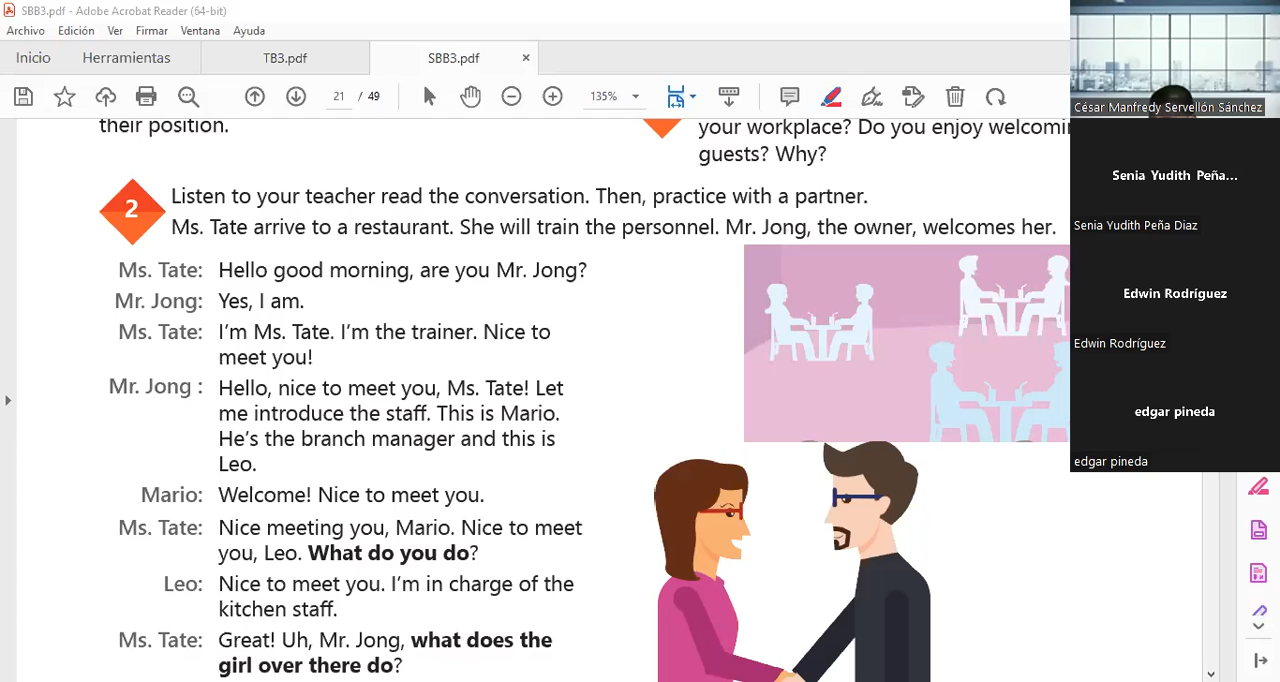 SBB3.pdf - Adobe Acrobat Reader (64-bit)
Archivo Edición Ver Firmar Ventana Ayuda
Inicio Herramientas TB3.pdf SBB3.pdf ×
21 / 49 135%
their position.
your workplace? Do you enjoy welcomi
guests? Why?
2
Listen to your teacher read the conversation. Then, practice with a partner.
Ms. Tate arrive to a restaurant. She will train the personnel. Mr. Jong, the owner, welcomes her.
Ms. Tate: Hello good morning, are you Mr. Jong?
Mr. Jong: Yes, I am.
Ms. Tate: I'm Ms. Tate. I'm the trainer. Nice to
meet you!
Mr. Jong : Hello, nice to meet you, Ms. Tate! Let
me introduce the staff. This is Mario.
He's the branch manager and this is
Leo.
Mario: Welcome! Nice to meet you.
Ms. Tate: Nice meeting you, Mario. Nice to meet
you, Leo. What do you do?
Leo: Nice to meet you. I'm in charge of the
kitchen staff.
Ms. Tate: Great! Uh, Mr. Jong, what does the
girl over there do?
César Manfredy Servellón Sánchez
Senia Yudith Peña...
Senia Yudith Peña Diaz
Edwin Rodríguez
Edwin Rodríguez
edgar pineda
edgar pineda